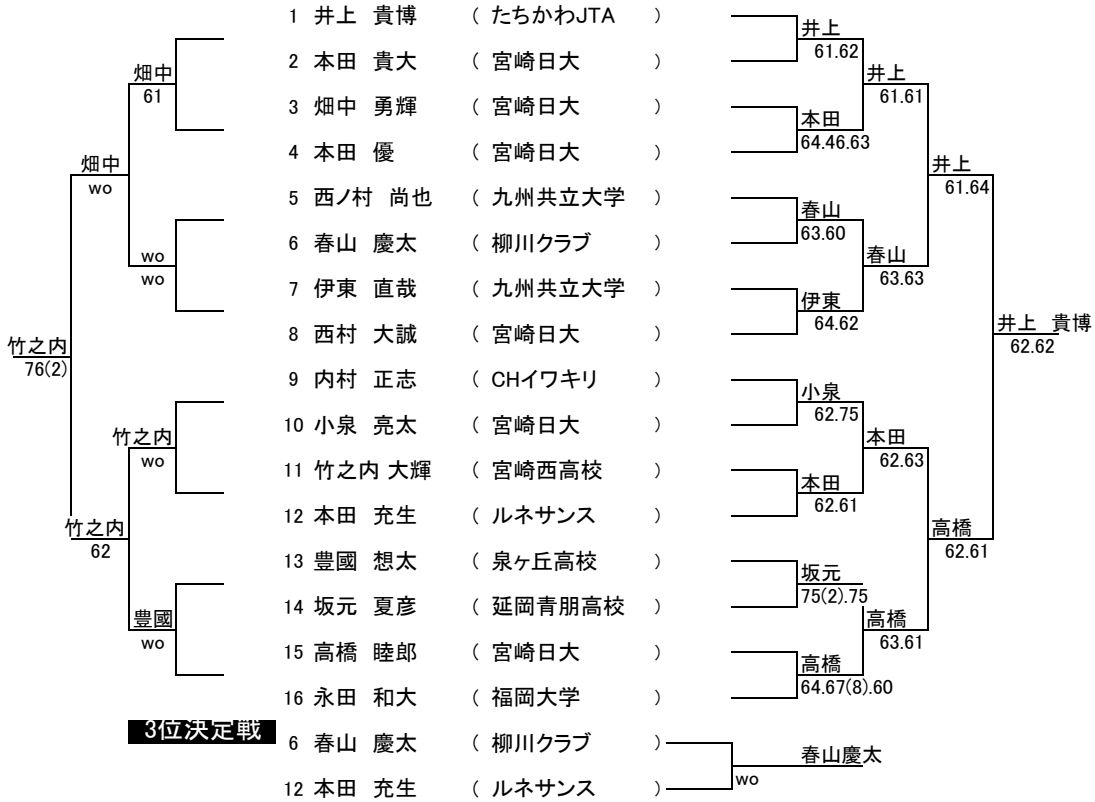 1 井上 貴博 ( たちかわJTA )
井上
61.62
2 本田 貴大 ( 宮崎日大 )
畑中
61
井上
61.61
3 畑中 勇輝 ( 宮崎日大 )
本田
64.46.63
4 本田 優 ( 宮崎日大 )
畑中
wo
井上
61.64
5 西ノ村 尚也 ( 九州共立大学 )
春山
63.60
6 春山 慶太 ( 柳川クラブ )
wo
wo
春山
63.63
7 伊東 直哉 ( 九州共立大学 )
伊東
64.62
8 西村 大誠 ( 宮崎日大 )
竹之内
76(2)
井上 貴博
62.62
9 内村 正志 ( CHイワキリ )
小泉
62.75
10 小泉 亮太 ( 宮崎日大 )
竹之内
wo
本田
62.63
11 竹之内 大輝 ( 宮崎西高校 )
本田
62.61
12 本田 充生 ( ルネサンス )
竹之内
62
高橋
62.61
13 豊國 想太 ( 泉ヶ丘高校 )
坂元
75(2).75
14 坂元 夏彦 ( 延岡青朋高校 )
豊國
wo
高橋
63.61
15 高橋 睦郎 ( 宮崎日大 )
高橋
64.67(8).60
16 永田 和大 ( 福岡大学 )
3位決定戦
6 春山 慶太 ( 柳川クラブ )
春山慶太
wo
12 本田 充生 ( ルネサンス )